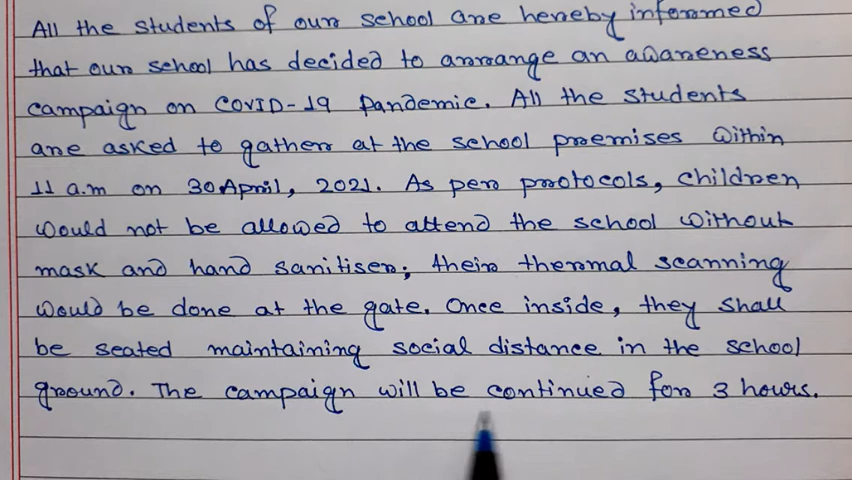 All the students of our school are hereby informed
that our school has decided to arrange an awareness
campaign on COVID-19 Pandemic. All the students
are asked to gather at the school premises within
11 a.m on 30 April, 2021. As per protocols, children
would not be allowed to attend the school without
mask and hand sanitiser; their thermal scanning
would be done at the gate. Once inside, they shall
be seated maintaining social distance in the school
ground. The campaign will be continued for 3 hours.